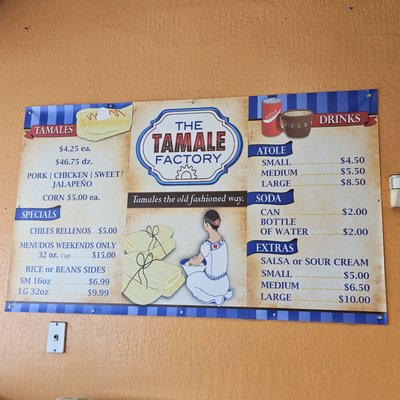 TAMALES
$4.25 ea.
$46.75 dz.
PORK | CHICKEN | SWEET |
JALAPEÑO
CORN $5.00 ea.
SPECIALS
CHILES RELLENOS $5.00
MENUDOS WEEKENDS ONLY
32 oz. Cup $15.00
RICE or BEANS SIDES
SM 16oz $6.99
LG 32oz $9.99
THE
TAMALE
FACTORY
Tamales the old fashioned way.
DRINKS
ATOLE
SMALL $4.50
MEDIUM $5.50
LARGE $8.50
SODA
CAN $2.00
BOTTLE
OF WATER $2.00
EXTRAS
SALSA or SOUR CREAM
SMALL $5.00
MEDIUM $6.50
LARGE $10.00